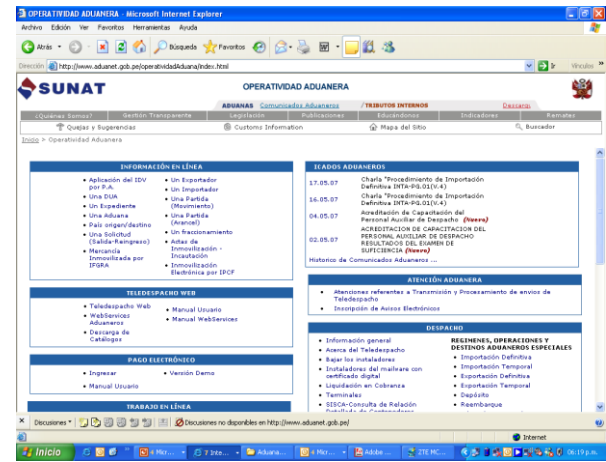 OPERATIVIDAD ADUANERA - Microsoft Internet Explorer
Archivo Edición Ver Favoritos Herramientas Ayuda
Atrás Búsqueda Favoritos
Dirección http://www.aduanet.gob.pe/operatividadAduana/index.html Ir Vínculos »
SUNAT
OPERATIVIDAD ADUANERA
ADUANAS Comunicados Aduaneros / TRIBUTOS INTERNOS Descargas
¿Quiénes Somos? Gestión Transparente Legislación Publicaciones Educándonos Indicadores Remates
Quejas y Sugerencias Customs Information Mapa del Sitio Buscador
Inicio > Operatividad Aduanera
INFORMACIÓN EN LÍNEA
• Aplicación del IDV por P.A.
• Una DUA
• Un Expediente
• Una Aduana
• País origen/destino
• Una Solicitud (Salida-Reingreso)
• Mercancía Inmovilizada por IFGRA
• Un Exportador
• Un Importador
• Una Partida (Movimiento)
• Una Partida (Arancel)
• Un fraccionamiento
• Actas de Inmovilización - Incautación
• Inmovilización Electrónica por IPCF
TELEDESPACHO WEB
• Teledespacho Web
• WebServices Aduaneros
• Descarga de Catálogos
• Manual Usuario
• Manual WebServices
PAGO ELECTRÓNICO
• Ingresar
• Manual Usuario
• Versión Demo
TRABAJO EN LÍNEA
ICADOS ADUANEROS
17.05.07 Charla "Procedimiento de Importación Definitiva INTA-PG.01(V.4)
16.05.07 Charla "Procedimiento de Importación Definitiva INTA-PG.01(V.4)
04.05.07 Acreditación de Capacitación del Personal Auxiliar de Despacho (Nuevo)
02.05.07 ACREDITACION DE CAPACITACION DEL PERSONAL AUXILIAR DE DESPACHO RESULTADOS DEL EXAMEN DE SUFICIENCIA (Nuevo)
Historico de Comunicados Aduaneros ...
ATENCIÓN ADUANERA
• Atenciones referentes a Transmisión y Procesamiento de envios de Teledespacho
• Inscripción de Avisos Electrónicos
DESPACHO
• Información general
• Acerca del Teledespacho
• Bajar los instaladores
• Instaladores del mailware con certificado digital
• Liquidación en Cobranza
• Terminales
• SISCA-Consulta de Relación Detallada de Contenedores
REGIMENES, OPERACIONES Y DESTINOS ADUANEROS ESPECIALES
• Importación Definitiva
• Importación Temporal
• Exportación Definitiva
• Exportación Temporal
• Depósito
• Reembarque
Discusiones Discusiones no disponibles en http://www.aduanet.gob.pe/
Internet
Inicio 4 Micr... 7 Inte... Aduana... 4 Micr... Adobe ... ZTE MC... 06:19 p.m.